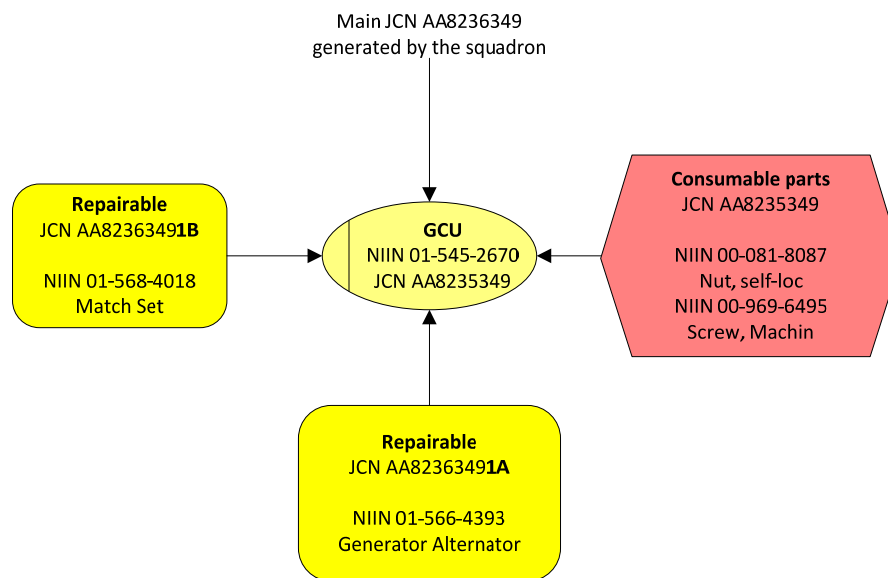 Main JCN AA8236349
generated by the squadron
Repairable
JCN AA82363491B
NIIN 01-568-4018
Match Set
GCU
NIIN 01-545-2670
JCN AA8235349
Consumable parts
JCN AA8235349
NIIN 00-081-8087
Nut, self-loc
NIIN 00-969-6495
Screw, Machin
Repairable
JCN AA82363491A
NIIN 01-566-4393
Generator Alternator